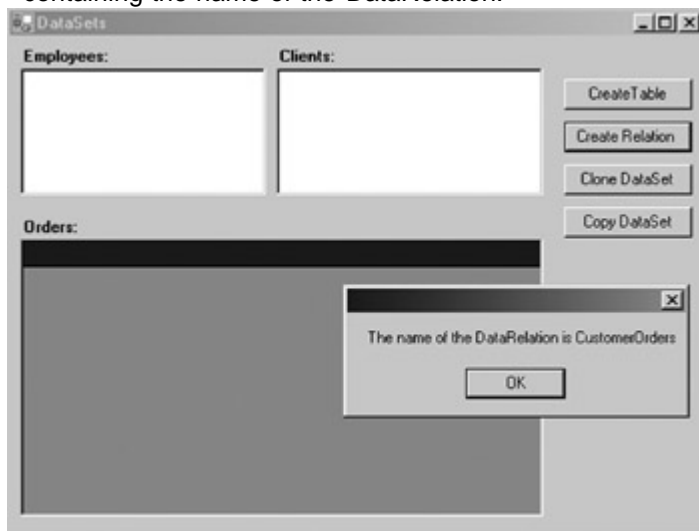 containing the name of the DataRelation.
DataSets
Employees:
Clients:
CreateTable
Create Relation
Clone DataSet
Copy DataSet
Orders:
The name of the DataRelation is CustomerOrders
OK